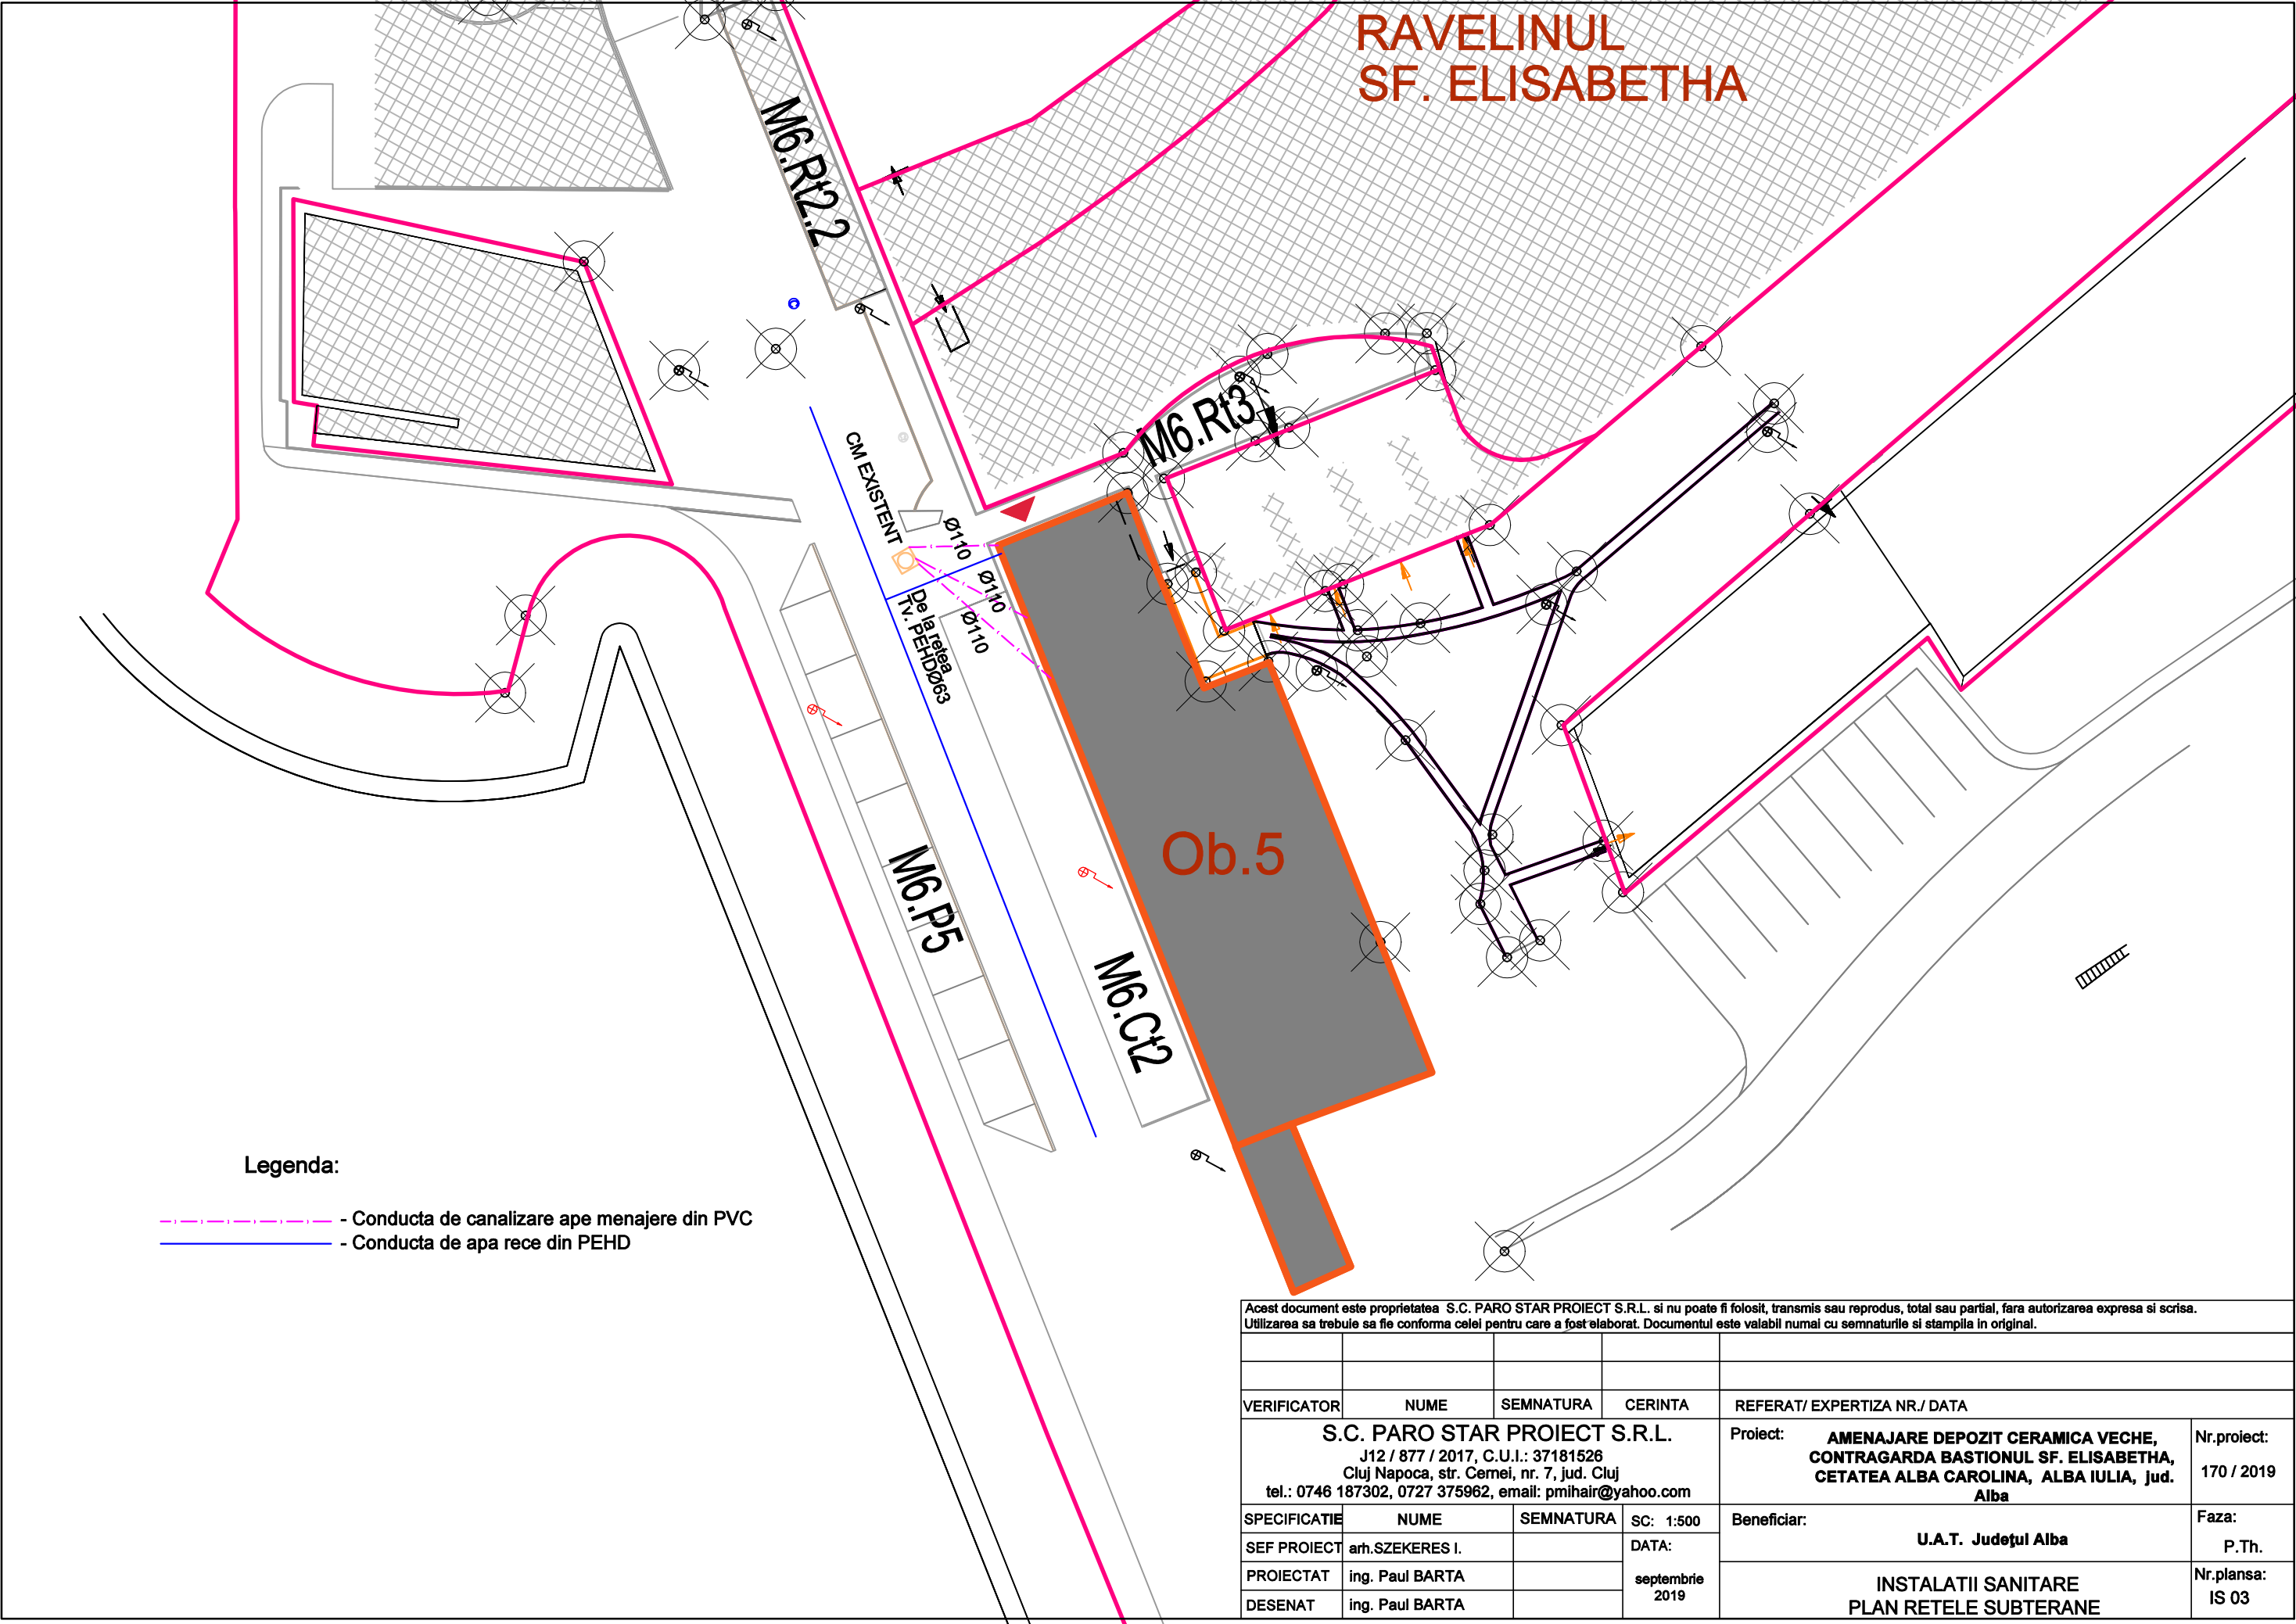 RAVELINUL
SF. ELISABETHA
M6.Rt2.2
M6.Rt3
CM EXISTENT
Ø110
Ø110
Ø110
De la retea
Tv. PEHDØ63
Ob.5
M6.P5
M6.Ct2
Legenda:
- Conducta de canalizare ape menajere din PVC
- Conducta de apa rece din PEHD
Acest document este proprietatea S.C. PARO STAR PROIECT S.R.L. si nu poate fi folosit, transmis sau reprodus, total sau partial, fara autorizarea expresa si scrisa.
Utilizarea sa trebuie sa fie conforma celei pentru care a fost elaborat. Documentul este valabil numai cu semnaturile si stampila in original.
VERIFICATOR NUME SEMNATURA CERINTA REFERAT/ EXPERTIZA NR./ DATA
S.C. PARO STAR PROIECT S.R.L.
J12 / 877 / 2017, C.U.I.: 37181526
Cluj Napoca, str. Cernei, nr. 7, jud. Cluj
tel.: 0746 187302, 0727 375962, email: pmihair@yahoo.com
Proiect:
AMENAJARE DEPOZIT CERAMICA VECHE,
CONTRAGARDA BASTIONUL SF. ELISABETHA,
CETATEA ALBA CAROLINA, ALBA IULIA, jud.
Alba
Nr.proiect:
170 / 2019
SPECIFICATIE NUME SEMNATURA SC: 1:500
SEF PROIECT arh.SZEKERES I.
DATA:
PROIECTAT ing. Paul BARTA
septembrie
2019
DESENAT ing. Paul BARTA
Beneficiar:
U.A.T. Județul Alba
Faza:
P.Th.
INSTALATII SANITARE
PLAN RETELE SUBTERANE
Nr.plansa:
IS 03